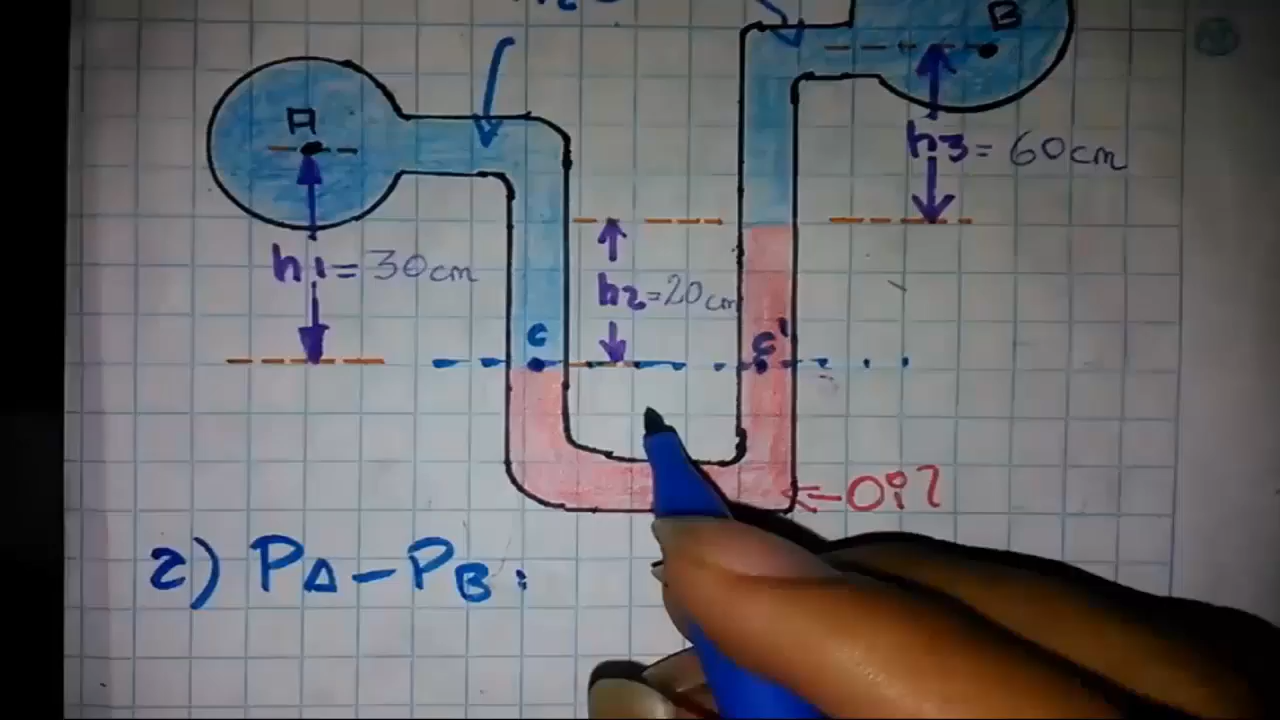 B
A
h3 = 60cm
h1 = 30cm
h2 = 20cm
C
C'
Oil
2) PA - PB :